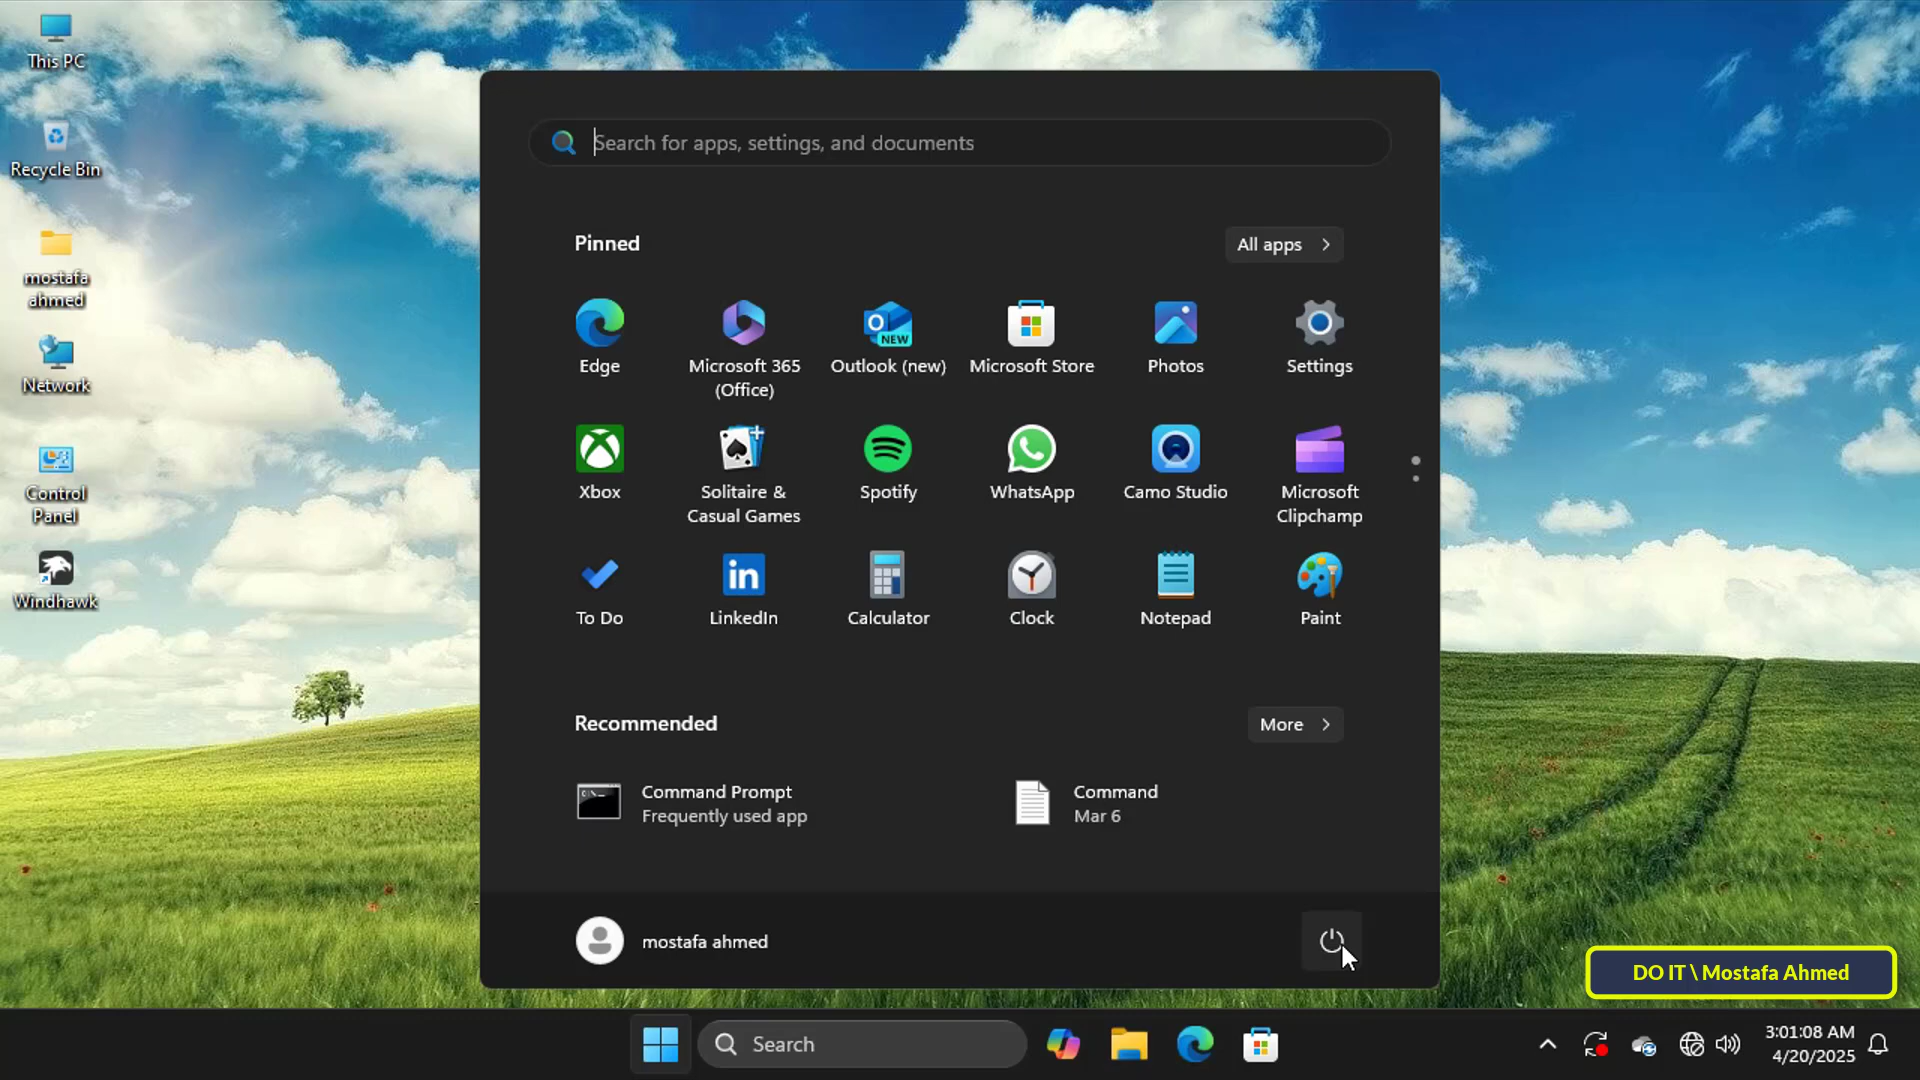 This PC
Recycle Bin
mostafa
ahmed
Network
Control
Panel
Windhawk
Search for apps, settings, and documents
Pinned
All apps
Edge
Microsoft 365
(Office)
Outlook (new)
NEW
Microsoft Store
Photos
Settings
Xbox
Solitaire &
Casual Games
Spotify
WhatsApp
Camo Studio
Microsoft
Clipchamp
To Do
in
LinkedIn
Calculator
Clock
Notepad
Paint
Recommended
More
Command Prompt
Frequently used app
Command
Mar 6
mostafa ahmed
DO IT \ Mostafa Ahmed
Search
3:01:08 AM
4/20/2025